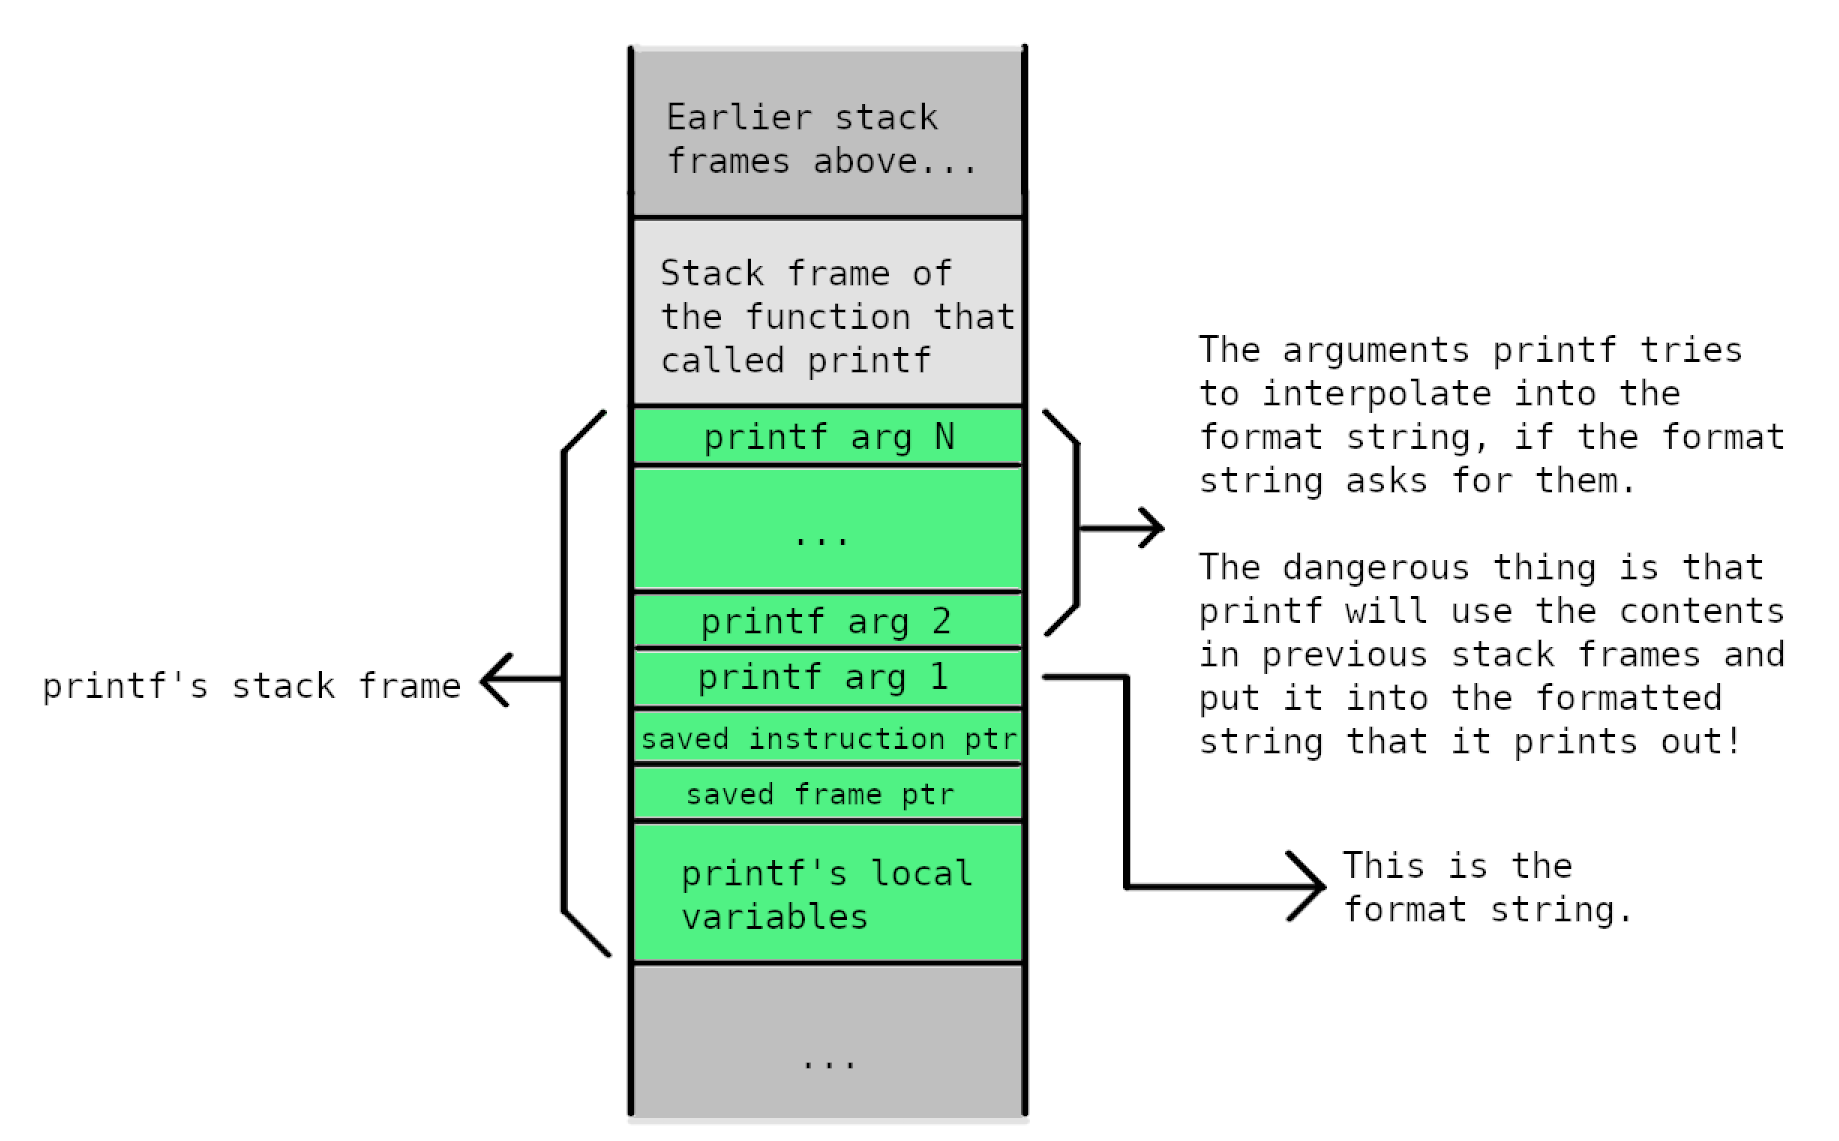 Earlier stack
frames above...
Stack frame of
the function that
called printf
printf arg N
...
printf arg 2
printf arg 1
saved instruction ptr
saved frame ptr
printf's local
variables
...
printf's stack frame
The arguments printf tries
to interpolate into the
format string, if the format
string asks for them.
The dangerous thing is that
printf will use the contents
in previous stack frames and
put it into the formatted
string that it prints out!
This is the
format string.